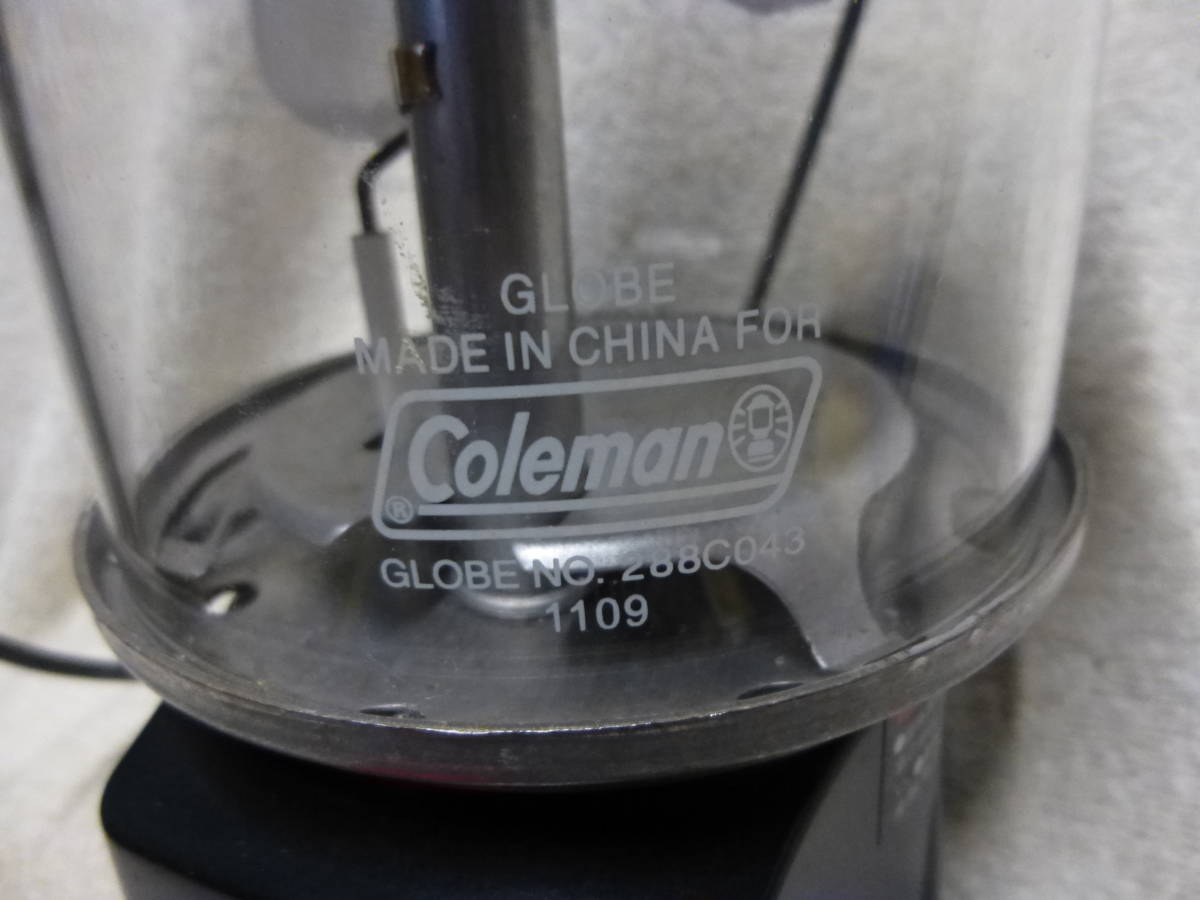 GLOBE
MADE IN CHINA FOR
Coleman
®
GLOBE NO. 288C043
1109